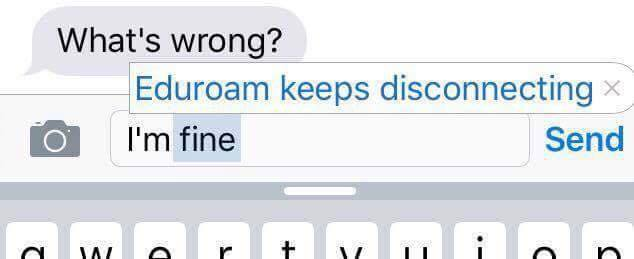 What's wrong?
Eduroam keeps disconnecting ×
I'm fine
Send
q w e r t y u i o p